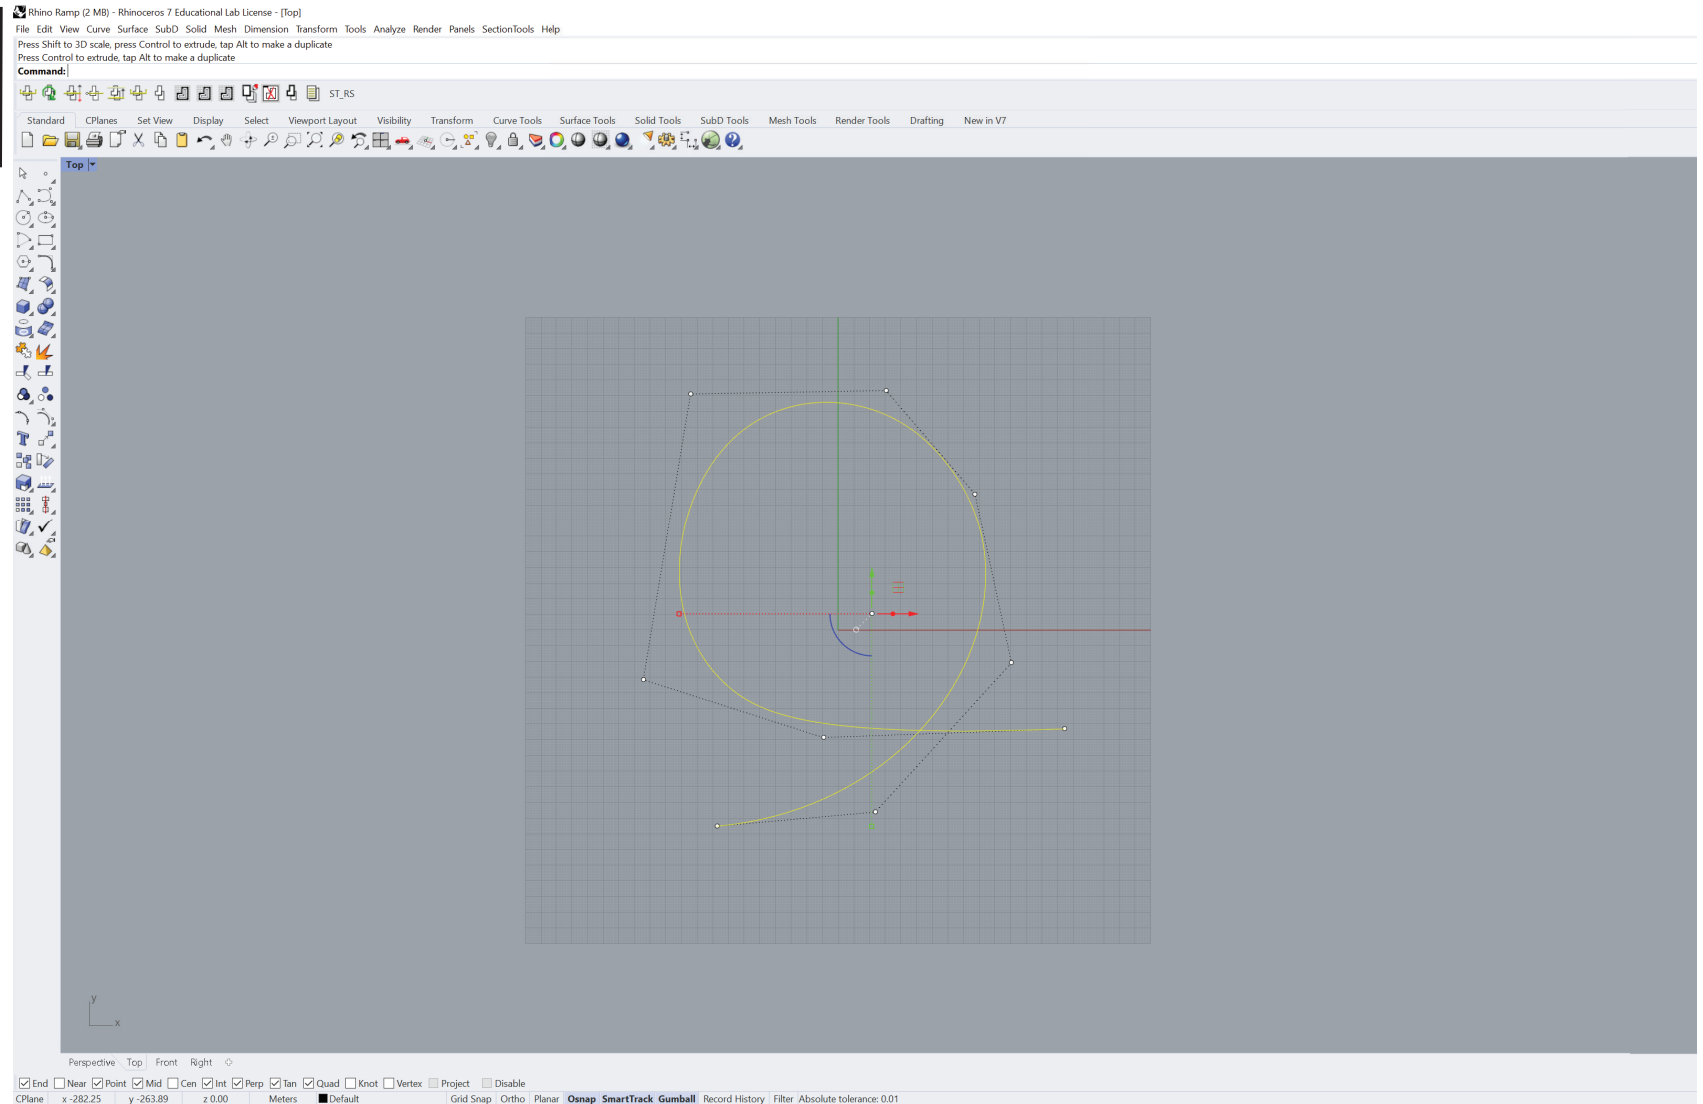 Rhino Ramp (2 MB) - Rhinoceros 7 Educational Lab License - [Top]
File Edit View Curve Surface SubD Solid Mesh Dimension Transform Tools Analyze Render Panels SectionTools Help
Press Shift to 3D scale, press Control to extrude, tap Alt to make a duplicate
Press Control to extrude, tap Alt to make a duplicate
Command:
ST_RS
Standard CPlanes Set View Display Select Viewport Layout Visibility Transform Curve Tools Surface Tools Solid Tools SubD Tools Mesh Tools Render Tools Drafting New in V7
Top
y
x
Perspective Top Front Right
End Near Point Mid Cen Int Perp Tan Quad Knot Vertex Project Disable
CPlane x -282.25 y -263.89 z 0.00 Meters Default Grid Snap Ortho Planar Osnap SmartTrack Gumball Record History Filter Absolute tolerance: 0.01